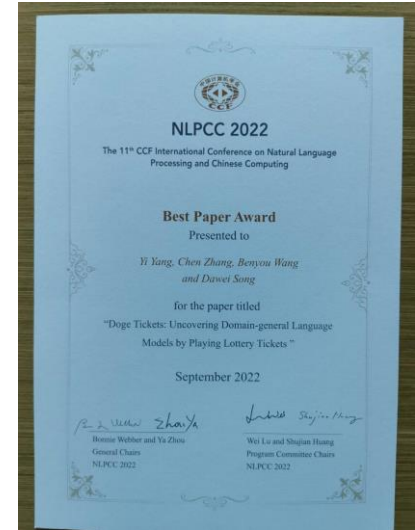 CCF
NLPCC 2022
The 11th CCF International Conference on Natural Language
Processing and Chinese Computing
Best Paper Award
Presented to
Yi Yang, Chen Zhang, Benyou Wang
and Dawei Song
for the paper titled
“Doge Tickets: Uncovering Domain-general Language
Models by Playing Lottery Tickets ”
September 2022
Bonnie Webber and Ya Zhou
General Chairs
NLPCC 2022
Wei Lu and Shujian Huang
Program Committee Chairs
NLPCC 2022